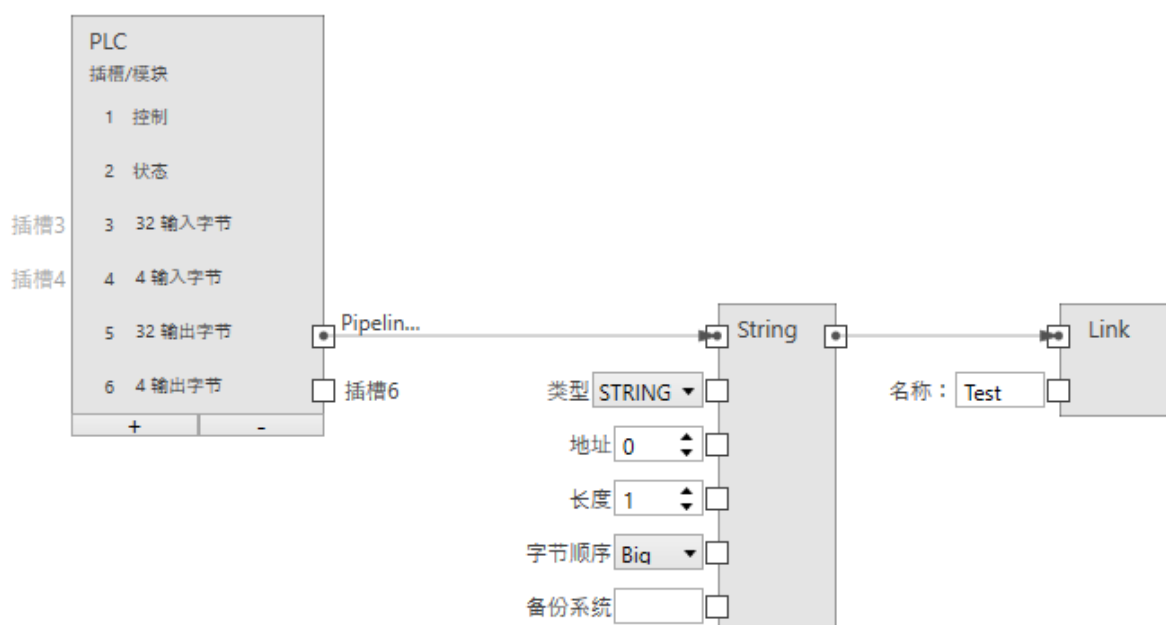 PLC
插槽/模块
1 控制
2 状态
插槽3 3 32 输入字节
插槽4 4 4 输入字节
5 32 输出字节 Pipelin... String Link
6 4 输出字节 插槽6 类型 STRING 名称： Test
+ -
地址 0
长度 1
字节顺序 Big
备份系统